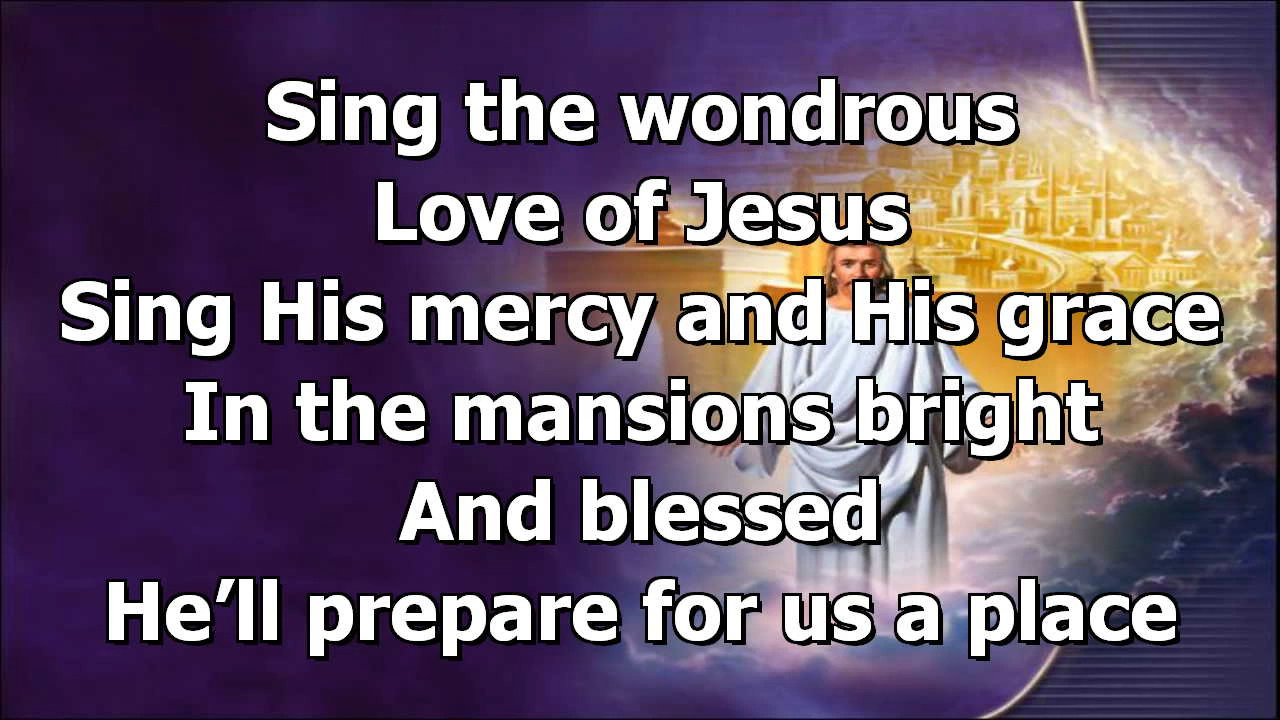 Sing the wondrous
Love of Jesus
Sing His mercy and His grace
In the mansions bright
And blessed
He’ll prepare for us a place